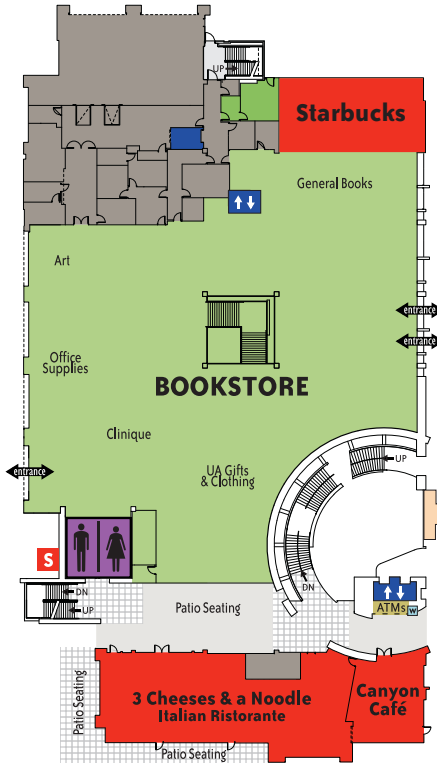 UP
Starbucks
General Books
Art
entrance
entrance
Office
Supplies
BOOKSTORE
Clinique
UP
UA Gifts
& Clothing
entrance
S
DN
UP
DN
ATMs
W
Patio Seating
Patio Seating
3 Cheeses & a Noodle
Italian Ristorante
Canyon
Café
Patio Seating